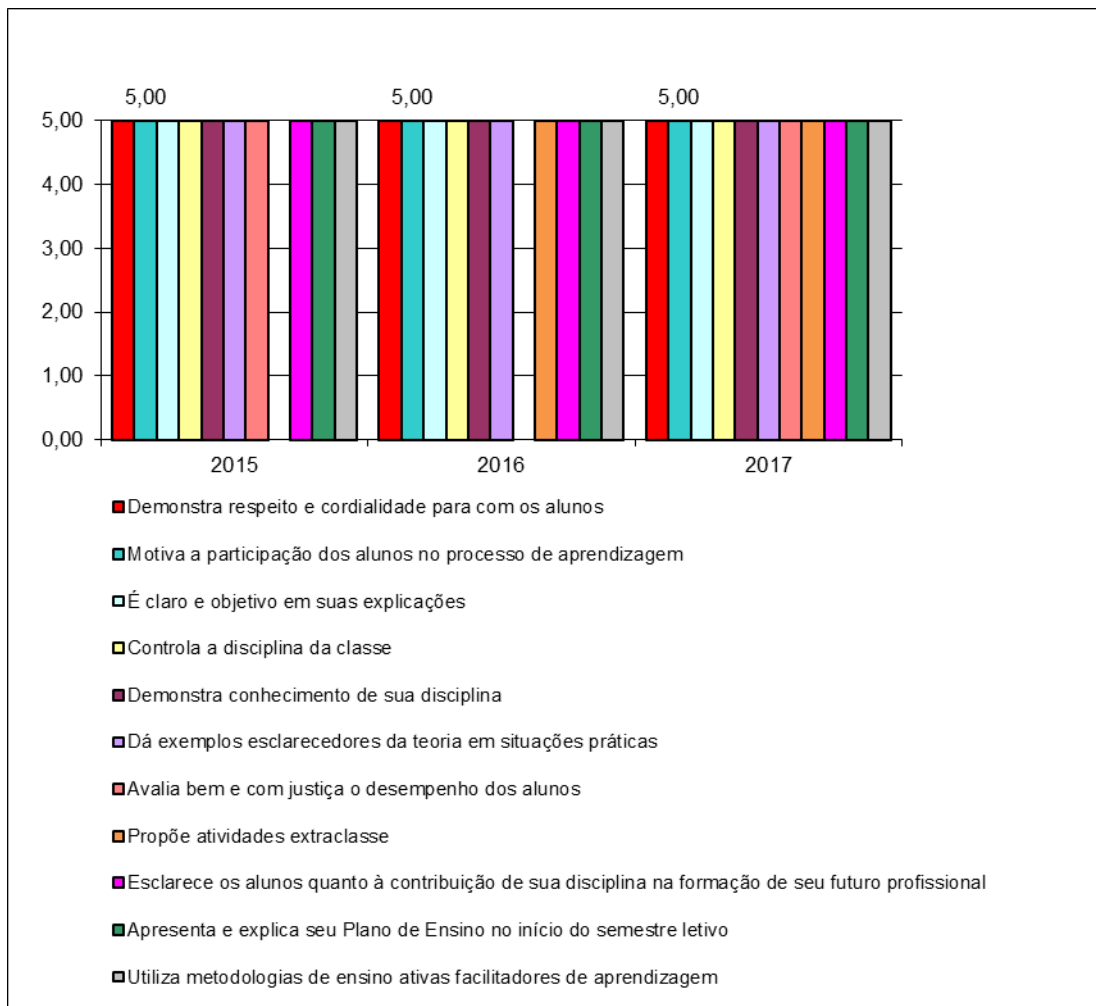 5,00 5,00 5,00
5,00
4,00
3,00
2,00
1,00
0,00
2015 2016 2017
Demonstra respeito e cordialidade para com os alunos
Motiva a participação dos alunos no processo de aprendizagem
É claro e objetivo em suas explicações
Controla a disciplina da classe
Demonstra conhecimento de sua disciplina
Dá exemplos esclarecedores da teoria em situações práticas
Avalia bem e com justiça o desempenho dos alunos
Propõe atividades extraclasse
Esclarece os alunos quanto à contribuição de sua disciplina na formação de seu futuro profissional
Apresenta e explica seu Plano de Ensino no início do semestre letivo
Utiliza metodologias de ensino ativas facilitadores de aprendizagem